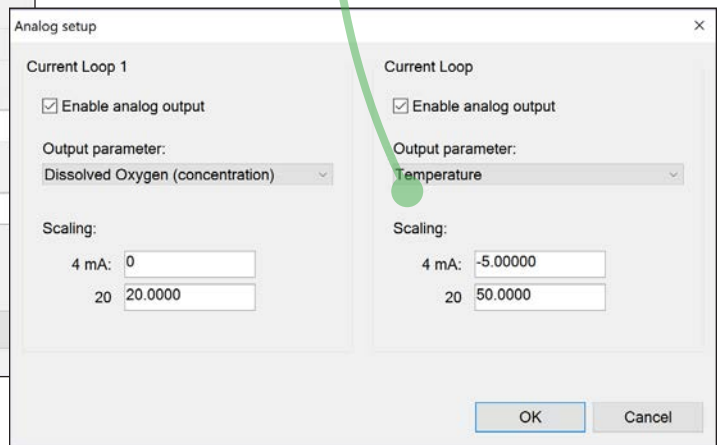 Analog setup
Current Loop 1
Enable analog output
Output parameter:
Dissolved Oxygen (concentration)
Scaling:
4 mA: 0
20 20.0000
Current Loop
Enable analog output
Output parameter:
Temperature
Scaling:
4 mA: -5.00000
20 50.0000
OK Cancel